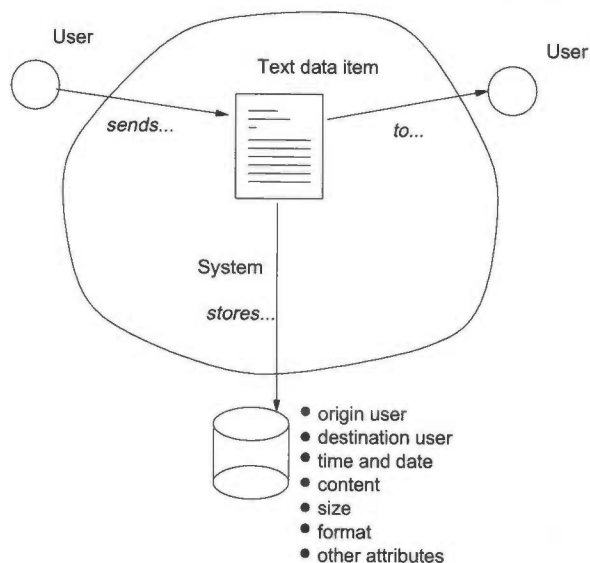 User
User
Text data item
sends...
to...
System
stores...
● origin user
● destination user
● time and date
● content
● size
● format
● other attributes